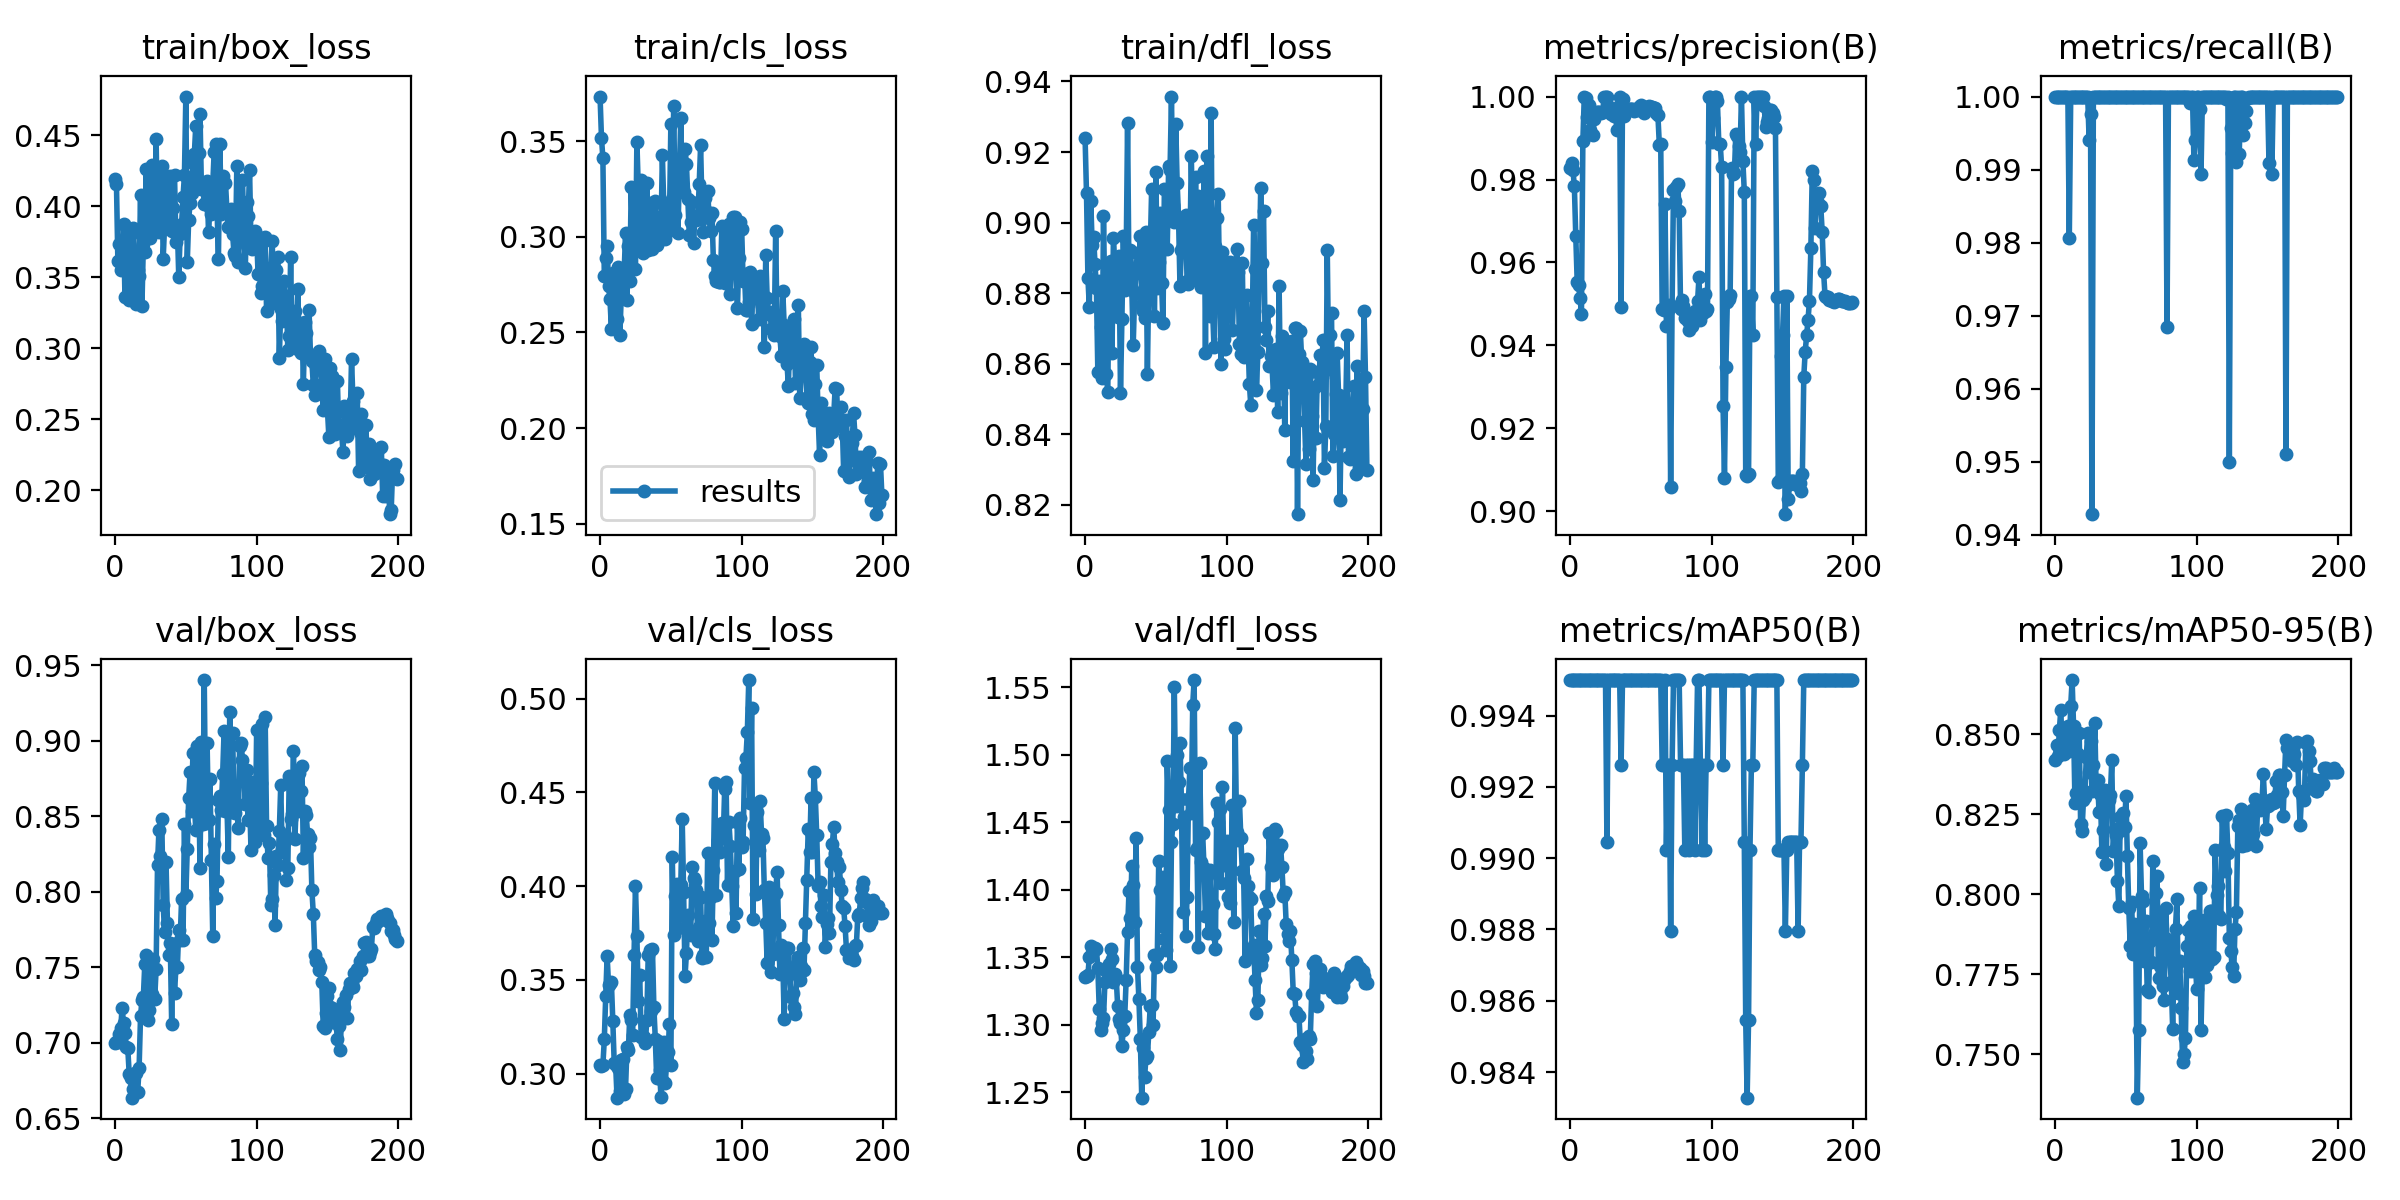 train/box_loss
0.45
0.40
0.35
0.30
0.25
0.20
0 100 200
train/cls_loss
0.35
0.30
0.25
0.20
0.15
results
0 100 200
train/dfl_loss
0.94
0.92
0.90
0.88
0.86
0.84
0.82
0 100 200
metrics/precision(B)
1.00
0.98
0.96
0.94
0.92
0.90
0 100 200
metrics/recall(B)
1.00
0.99
0.98
0.97
0.96
0.95
0.94
0 100 200
val/box_loss
0.95
0.90
0.85
0.80
0.75
0.70
0.65
0 100 200
val/cls_loss
0.50
0.45
0.40
0.35
0.30
0 100 200
val/dfl_loss
1.55
1.50
1.45
1.40
1.35
1.30
1.25
0 100 200
metrics/mAP50(B)
0.994
0.992
0.990
0.988
0.986
0.984
0 100 200
metrics/mAP50-95(B)
0.850
0.825
0.800
0.775
0.750
0 100 200